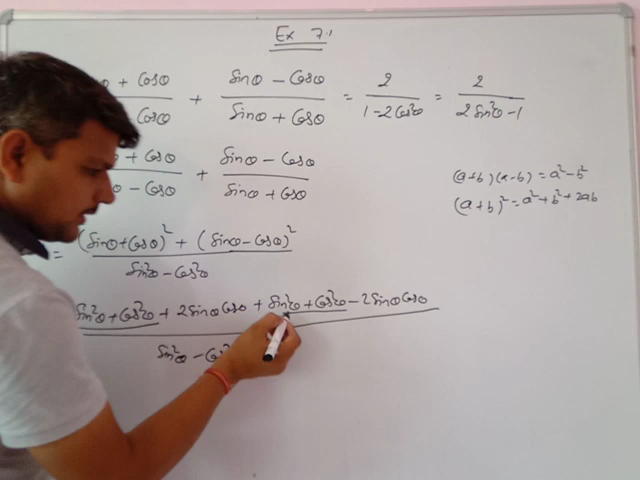 Ex 7.1
θ + cosθ / cosθ + sinθ - cosθ / sinθ + cosθ = 2 / 1-2cos²θ = 2 / 2sin²θ-1
+ cosθ / θ - cosθ + sinθ - cosθ / sinθ + cosθ
(a+b)(a-b) = a²-b²
(a+b)² = a²+b²+2ab
= (sinθ+cosθ)² + (sinθ-cosθ)² / sin²θ - cos²θ
sin²θ+cos²θ + 2sinθcosθ + sin²θ+cos²θ - 2sinθcosθ / sin²θ - cos²